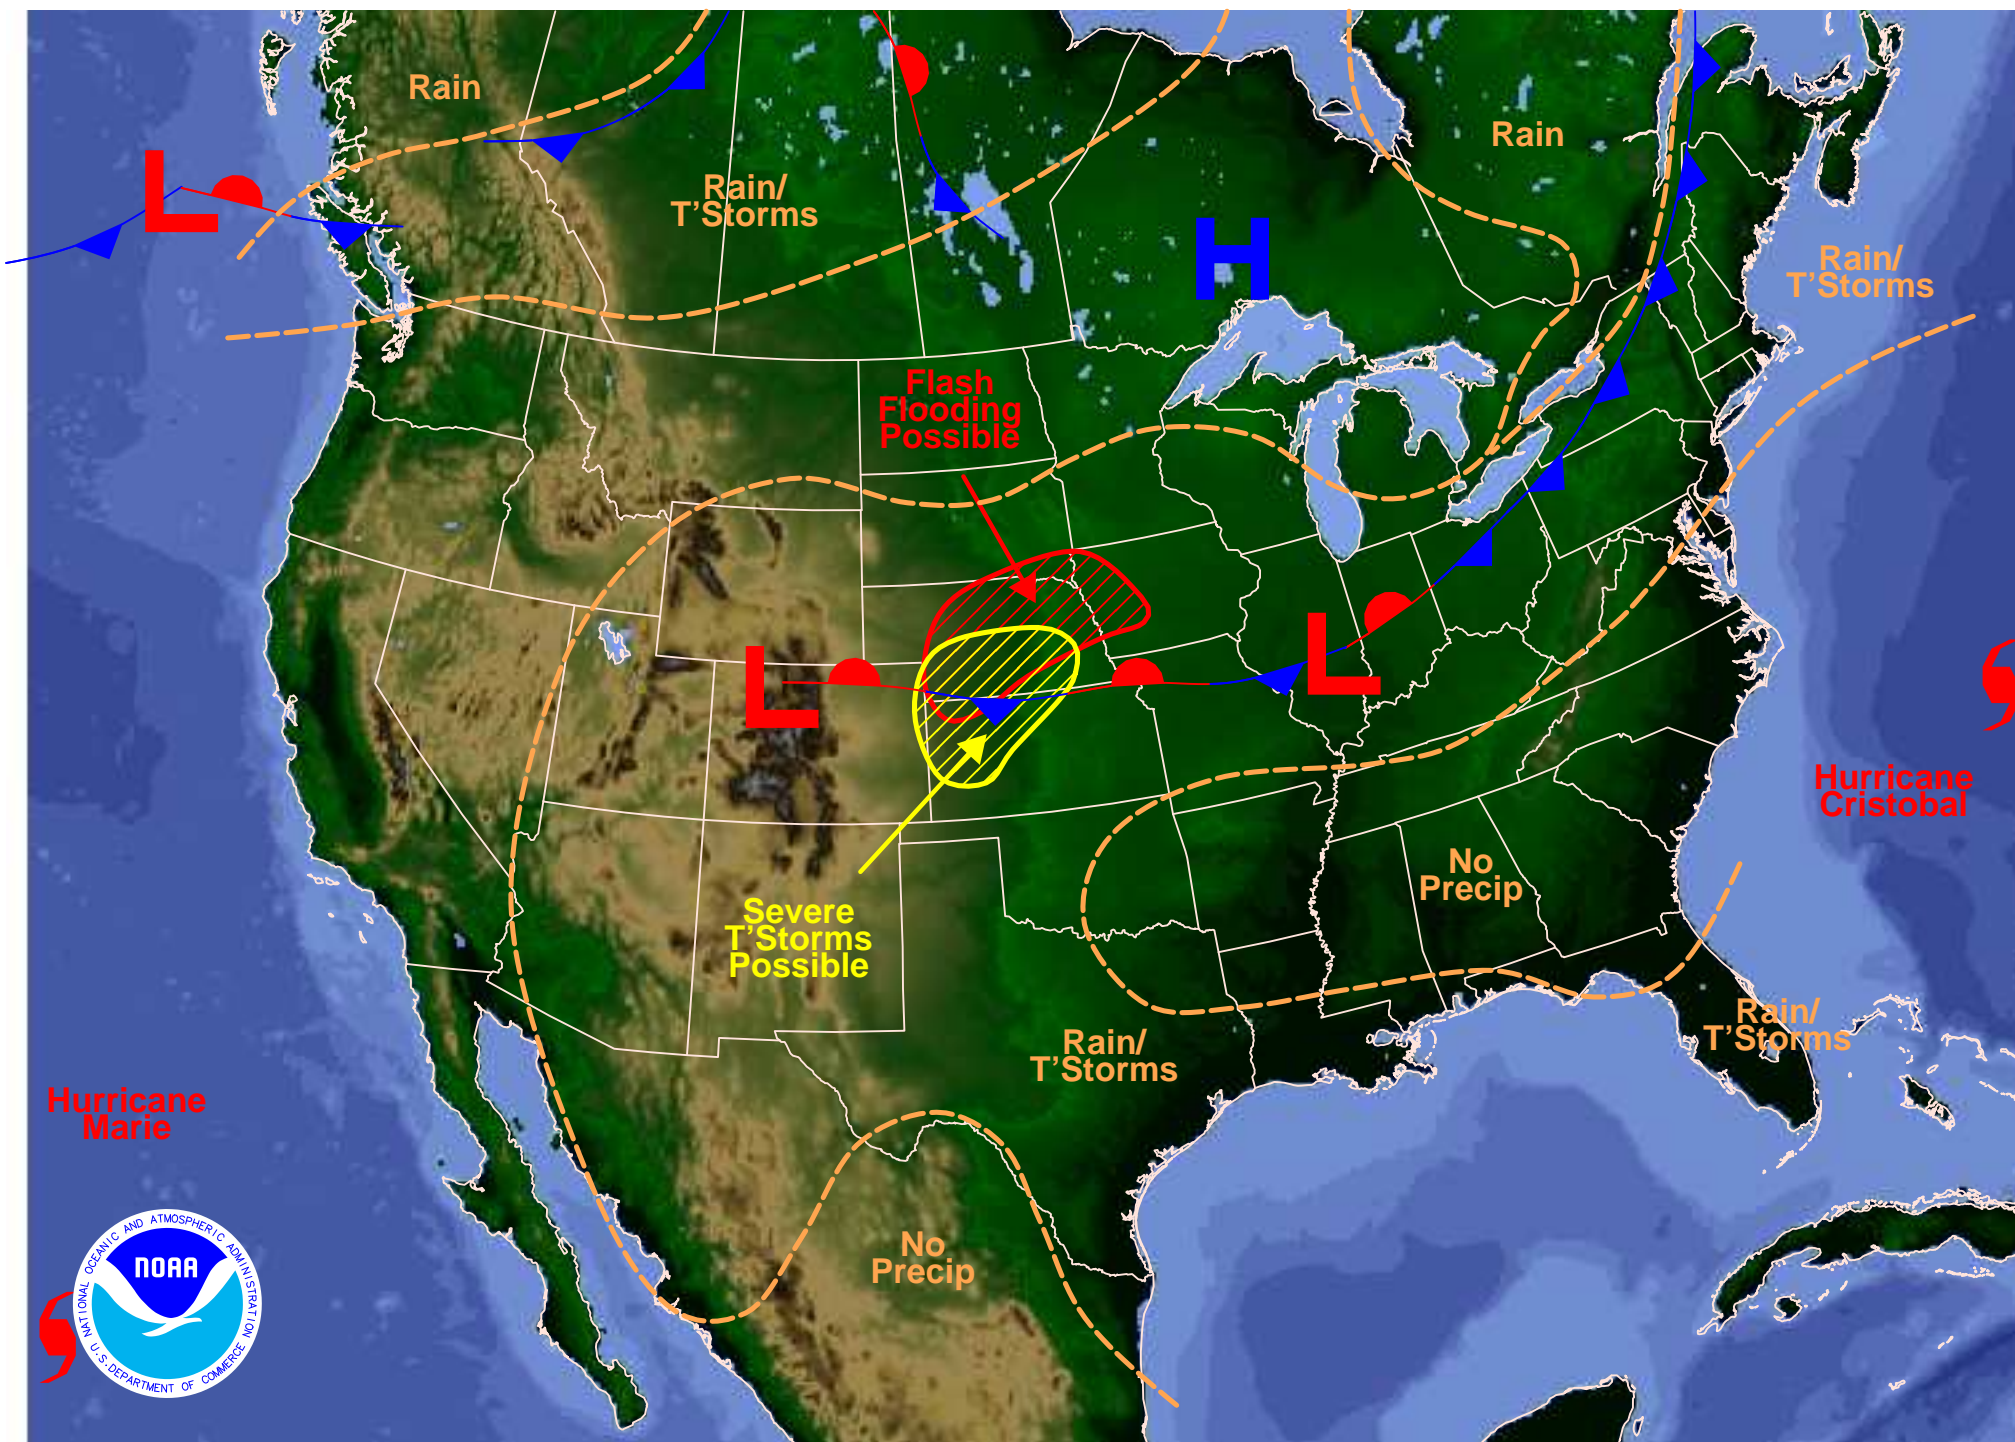 Rain
Rain/
T'Storms
Rain
Rain/
T'Storms
H
L
Flash
Flooding
Possible
L
L
Hurricane
Cristobal
No
Precip
Severe
T'Storms
Possible
Rain/
T'Storms
Rain/
T'Storms
Hurricane
Marie
No
Precip
NATIONAL OCEANIC AND ATMOSPHERIC ADMINISTRATION
NOAA
U.S. DEPARTMENT OF COMMERCE